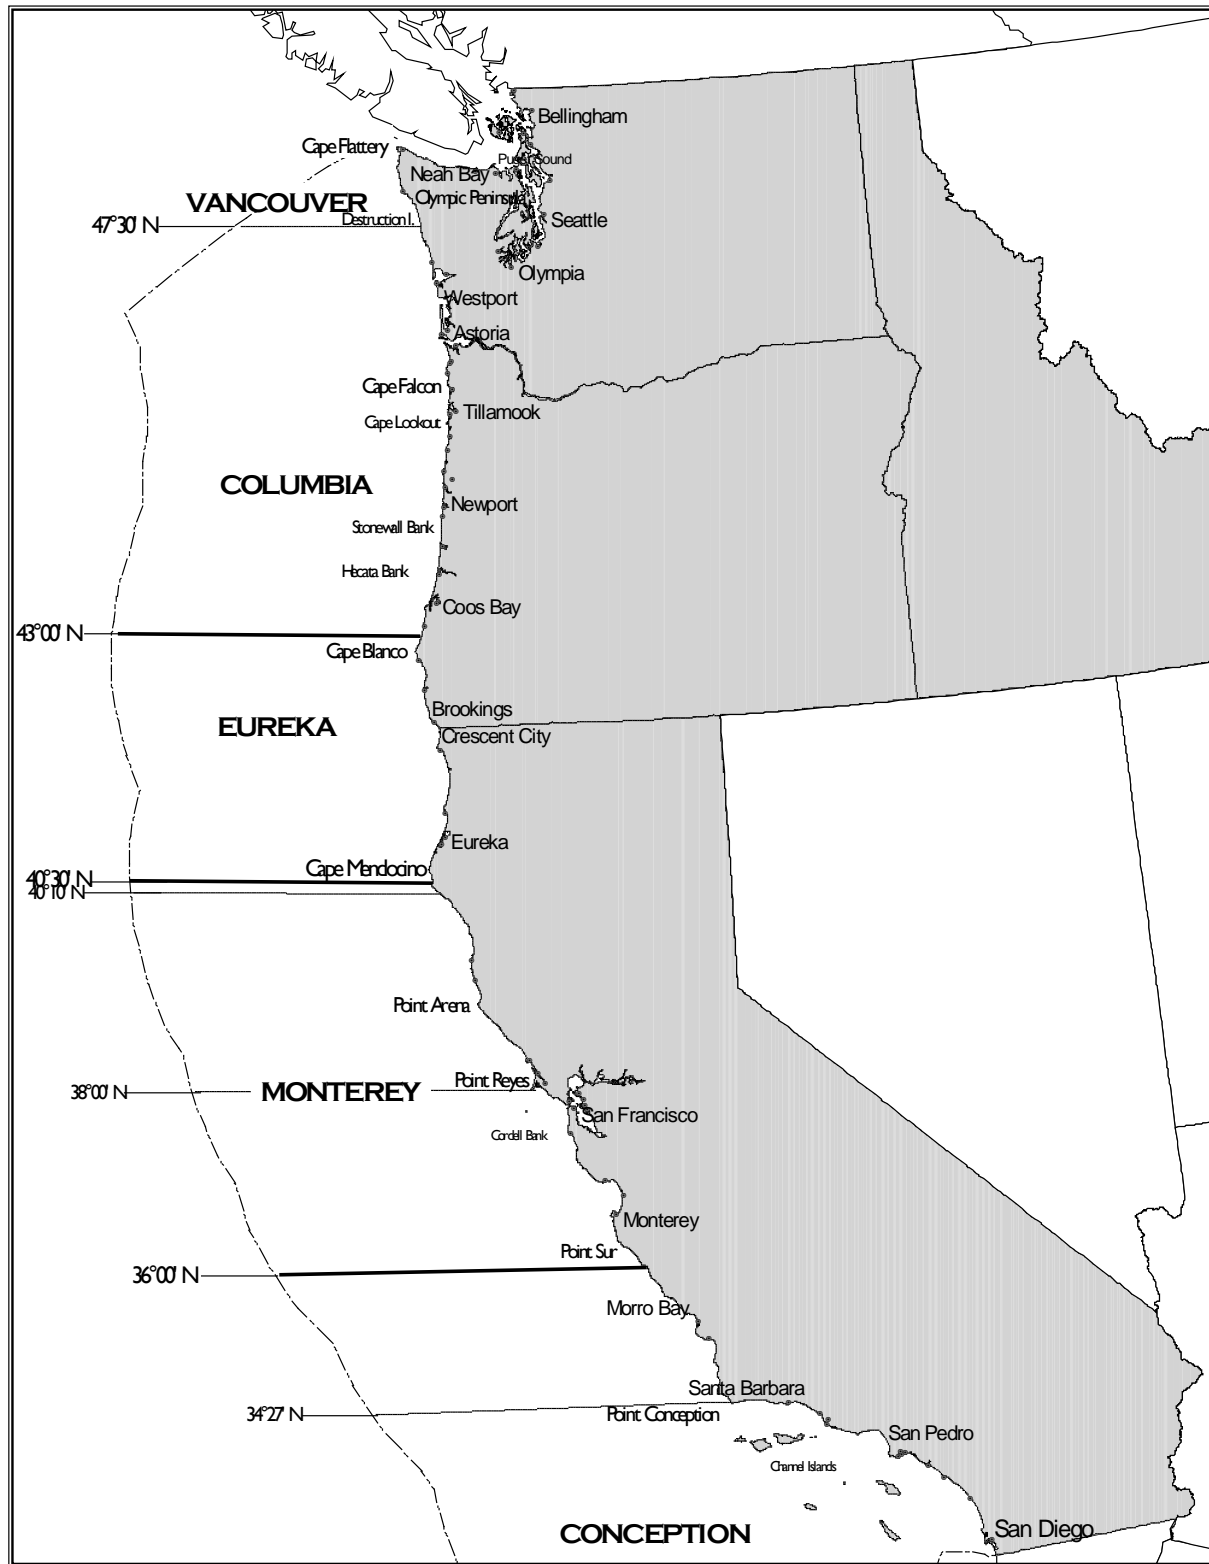 Bellingham
Cape Flattery
Puget Sound
Neah Bay
VANCOUVER
Olympic Peninsula
Destruction I.
Seattle
47°30' N
Olympia
Westport
Astoria
Cape Falcon
Tillamook
Cape Lookout
COLUMBIA
Newport
Stonewall Bank
Hecata Bank
Coos Bay
43°00' N
Cape Blanco
Brookings
EUREKA
Crescent City
Eureka
Cape Mendocino
40°30' N
40°10' N
Point Arena
Point Reyes
38°00' N
MONTEREY
San Francisco
Cordell Bank
Monterey
Point Sur
36°00' N
Morro Bay
Santa Barbara
34°27' N
Point Conception
San Pedro
Channel Islands
San Diego
CONCEPTION